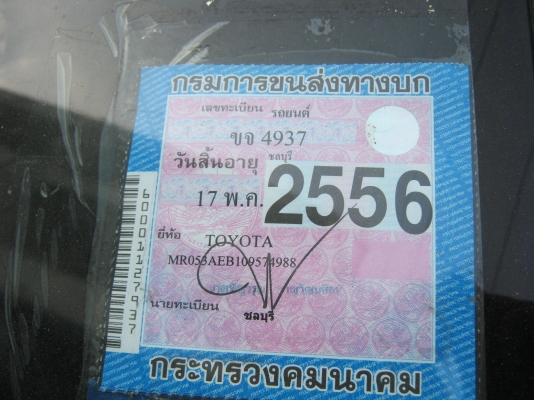 กรมการขนส่งทางบก
เลขทะเบียน รถยนต์
ขจ 4937
ชลบุรี
วันสิ้นอายุ
17 พ.ค. 2556
ยี่ห้อ TOYOTA
MR053AEB109574988
นายทะเบียน
ชลบุรี
กระทรวงคมนาคม
600001127937